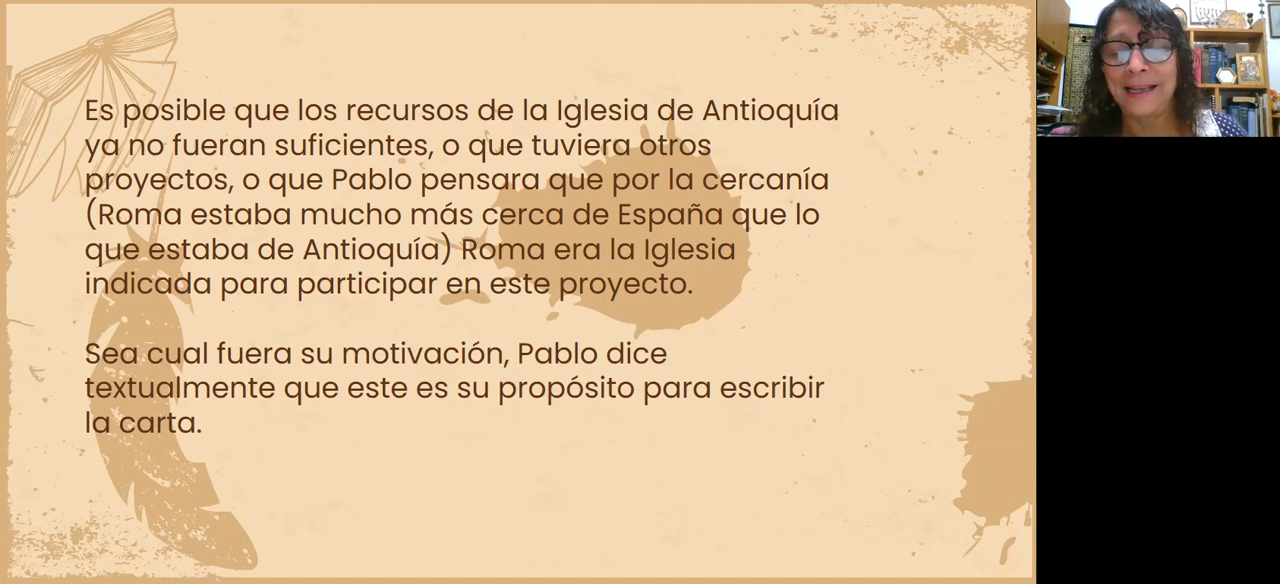 Es posible que los recursos de la Iglesia de Antioquía
ya no fueran suficientes, o que tuviera otros
proyectos, o que Pablo pensara que por la cercanía
(Roma estaba mucho más cerca de España que lo
que estaba de Antioquía) Roma era la Iglesia
indicada para participar en este proyecto.
Sea cual fuera su motivación, Pablo dice
textualmente que este es su propósito para escribir
la carta.